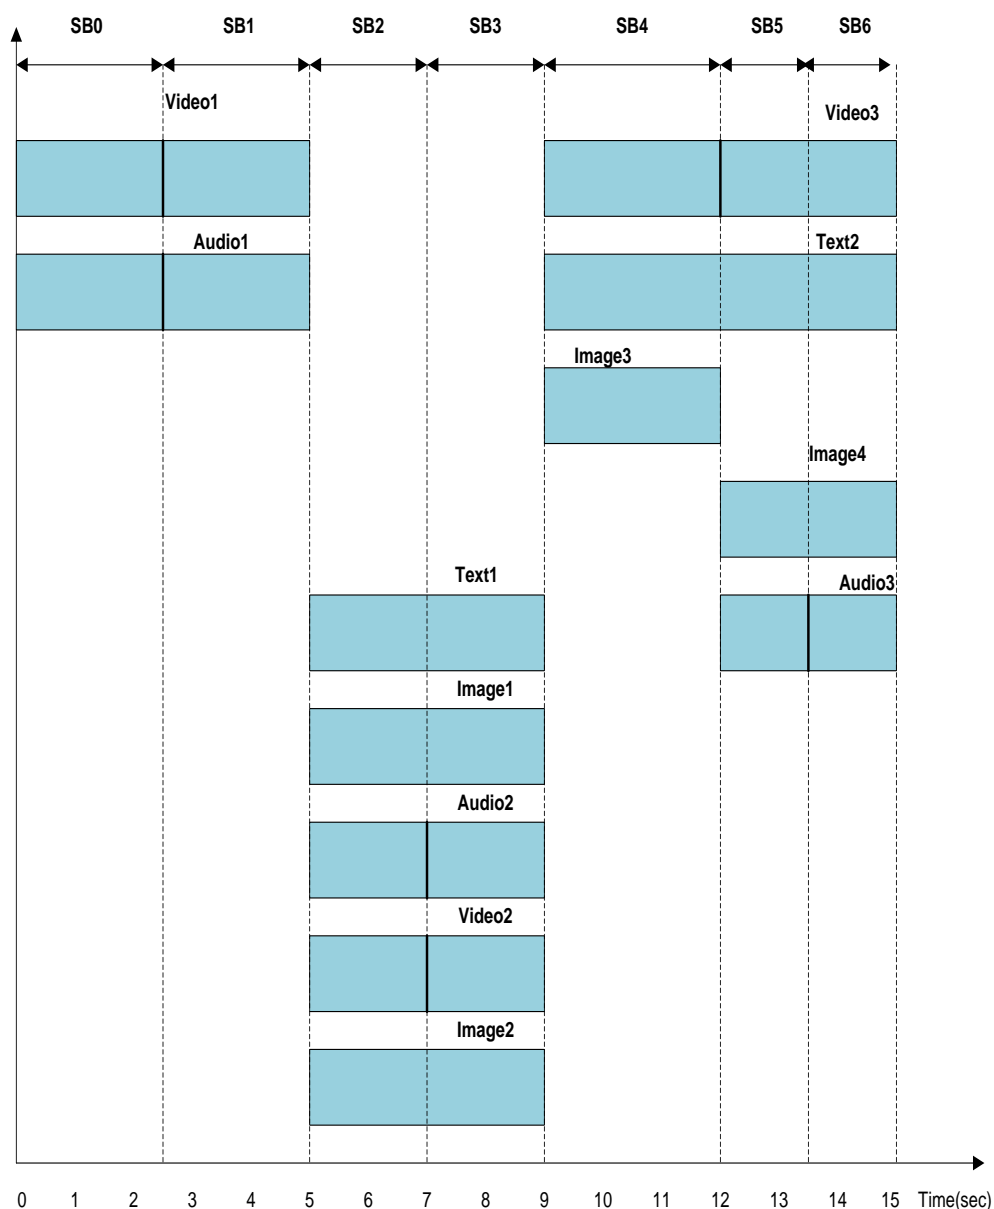 SB0 SB1 SB2 SB3 SB4 SB5 SB6
Video1
Video3
Audio1
Text2
Image3
Image4
Text1
Audio3
Image1
Audio2
Video2
Image2
0 1 2 3 4 5 6 7 8 9 10 11 12 13 14 15 Time(sec)